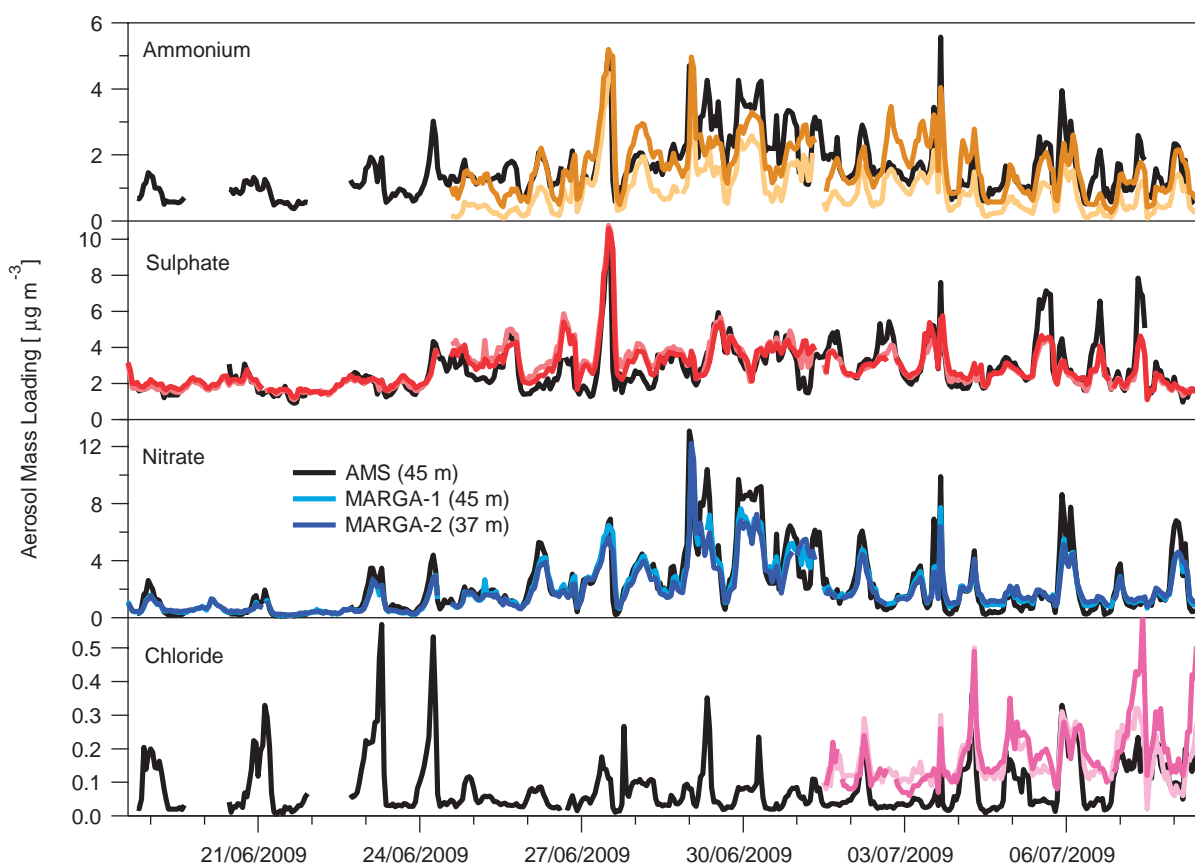 Aerosol Mass Loading [ µg m⁻³ ]
6
Ammonium
4
2
0
10
Sulphate
8
6
4
2
0
12
Nitrate
AMS (45 m)
MARGA-1 (45 m)
MARGA-2 (37 m)
8
4
0
0.5
Chloride
0.4
0.3
0.2
0.1
0.0
21/06/2009 24/06/2009 27/06/2009 30/06/2009 03/07/2009 06/07/2009